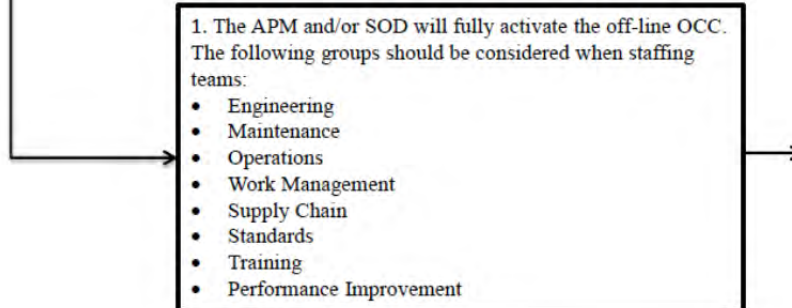 1. The APM and/or SOD will fully activate the off-line OCC.
The following groups should be considered when staffing
teams:
• Engineering
• Maintenance
• Operations
• Work Management
• Supply Chain
• Standards
• Training
• Performance Improvement